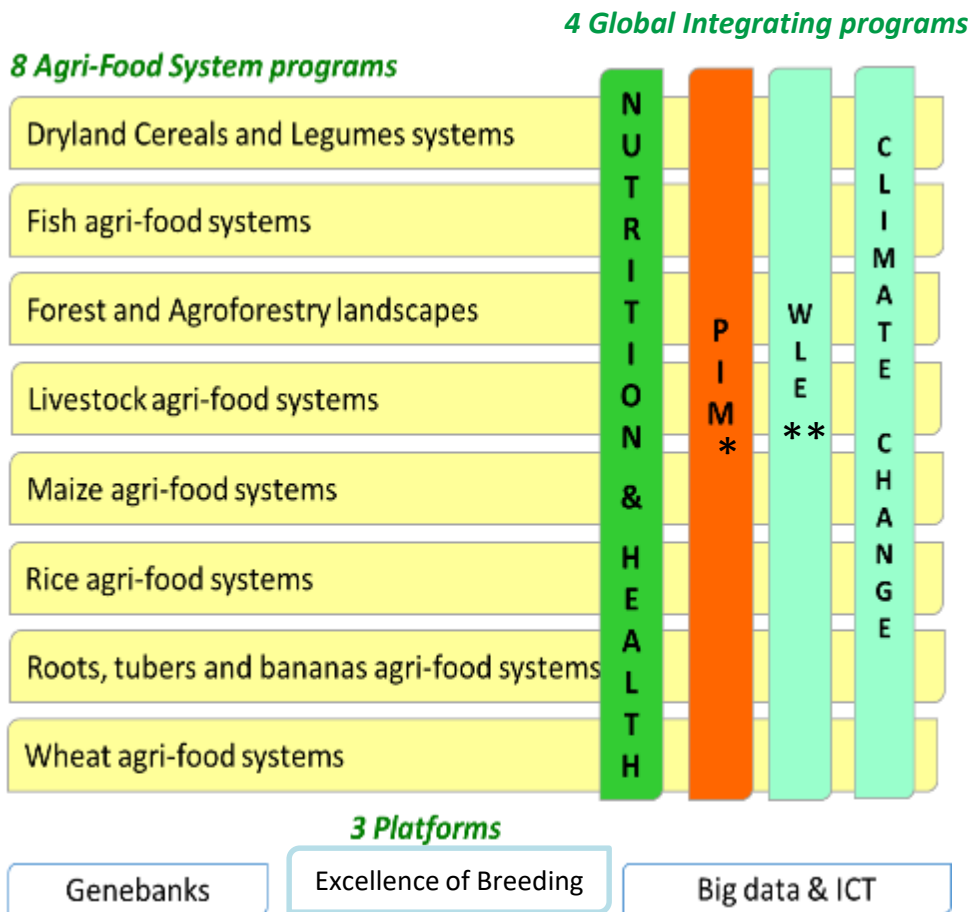 4 Global Integrating programs
8 Agri-Food System programs
Dryland Cereals and Legumes systems
Fish agri-food systems
Forest and Agroforestry landscapes
Livestock agri-food systems
Maize agri-food systems
Rice agri-food systems
Roots, tubers and bananas agri-food systems
Wheat agri-food systems
NUTRITION & HEALTH
PIM*
WLE**
CLIMATE CHANGE
3 Platforms
Genebanks
Excellence of Breeding
Big data & ICT